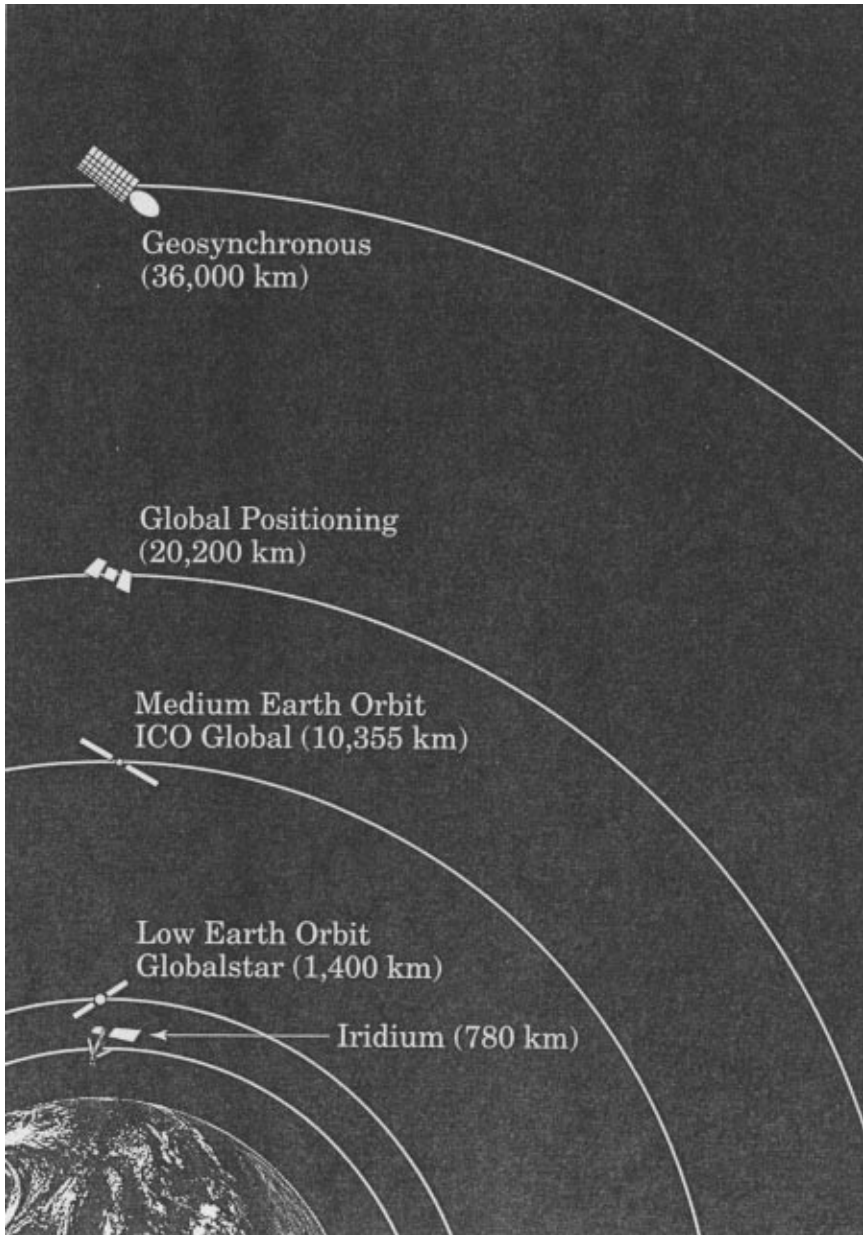 Geosynchronous
(36,000 km)
Global Positioning
(20,200 km)
Medium Earth Orbit
ICO Global (10,355 km)
Low Earth Orbit
Globalstar (1,400 km)
Iridium (780 km)